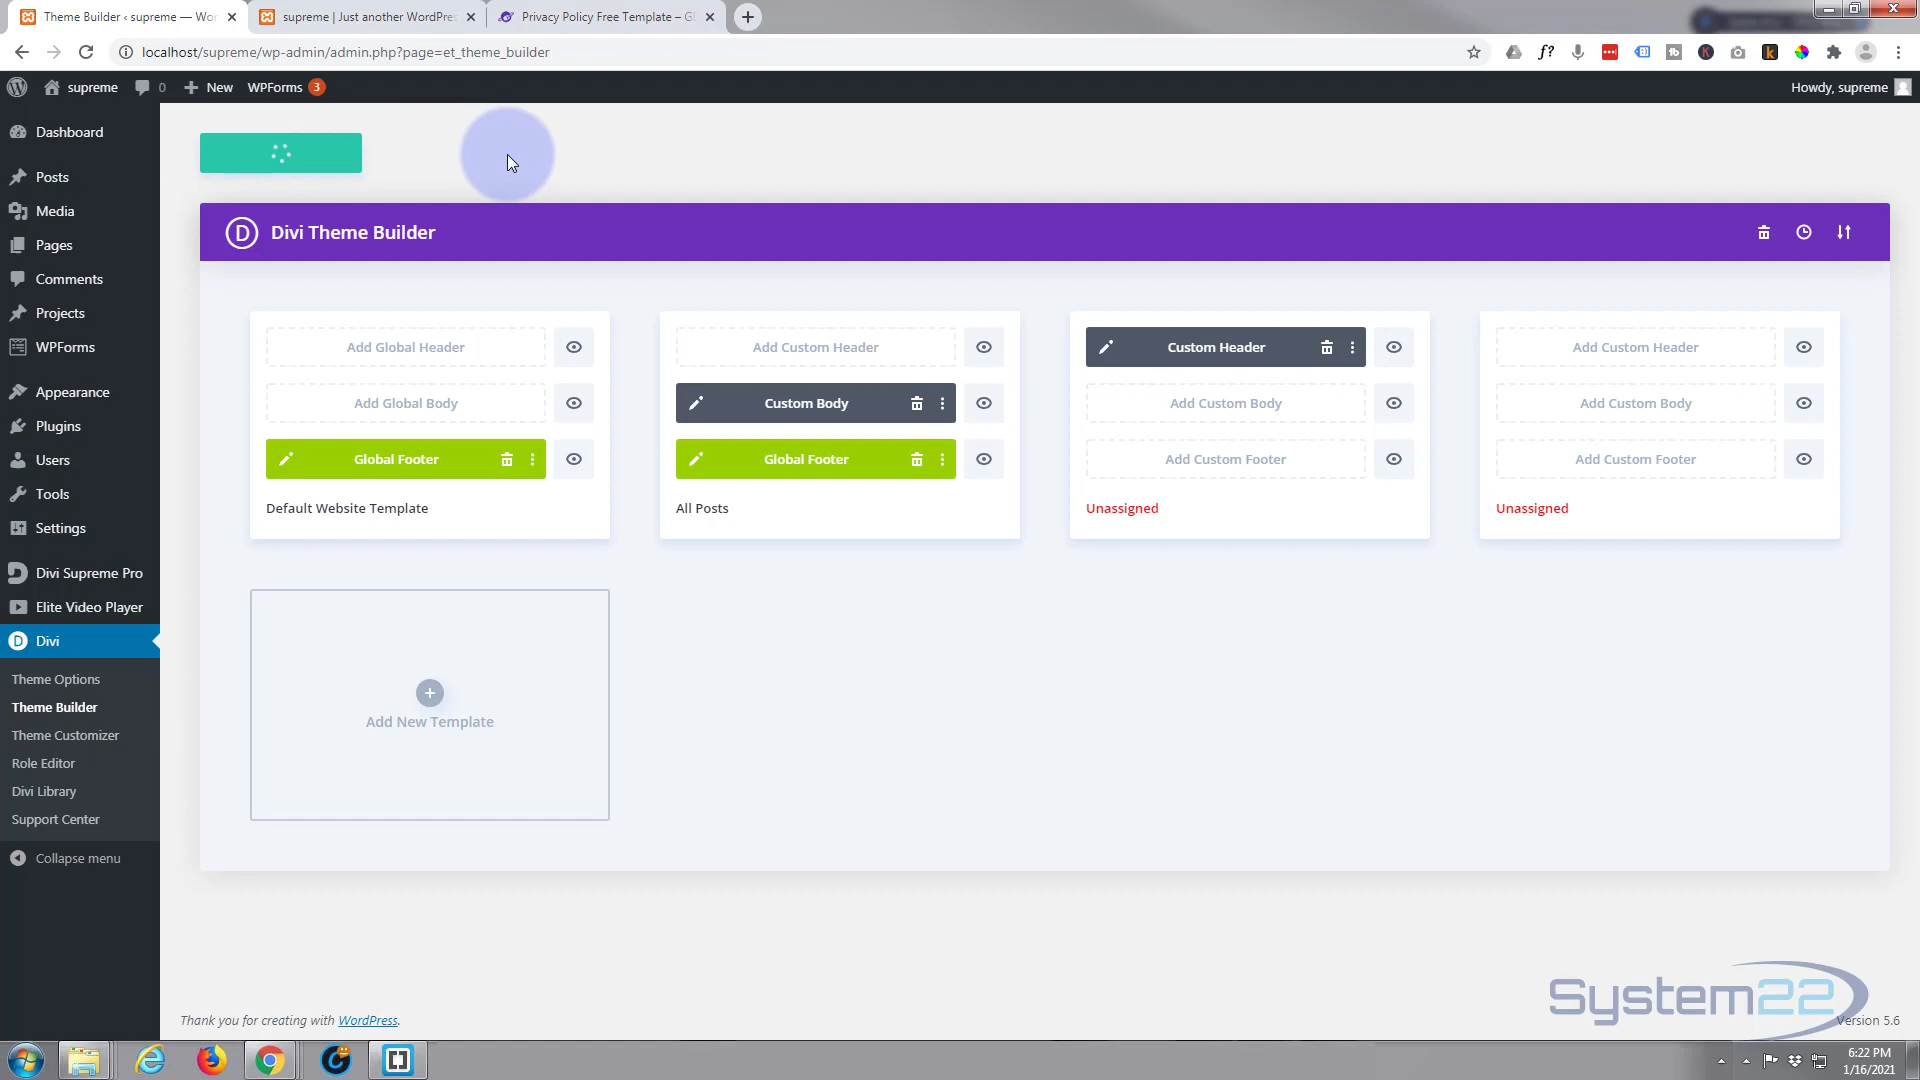 Theme Builder ‹ supreme — Wor
supreme | Just another WordPress
Privacy Policy Free Template – G
localhost/supreme/wp-admin/admin.php?page=et_theme_builder
supreme
0
New
WPForms
3
Howdy, supreme
Dashboard
Posts
Media
Pages
Comments
Projects
WPForms
Appearance
Plugins
Users
Tools
Settings
Divi Supreme Pro
Elite Video Player
Divi
Theme Options
Theme Builder
Theme Customizer
Role Editor
Divi Library
Support Center
Collapse menu
D Divi Theme Builder
Add Global Header
Add Global Body
Global Footer
Default Website Template
Add Custom Header
Custom Body
Global Footer
All Posts
Custom Header
Add Custom Body
Add Custom Footer
Unassigned
Add Custom Header
Add Custom Body
Add Custom Footer
Unassigned
Add New Template
Thank you for creating with WordPress.
System22
Version 5.6
6:22 PM
1/16/2021